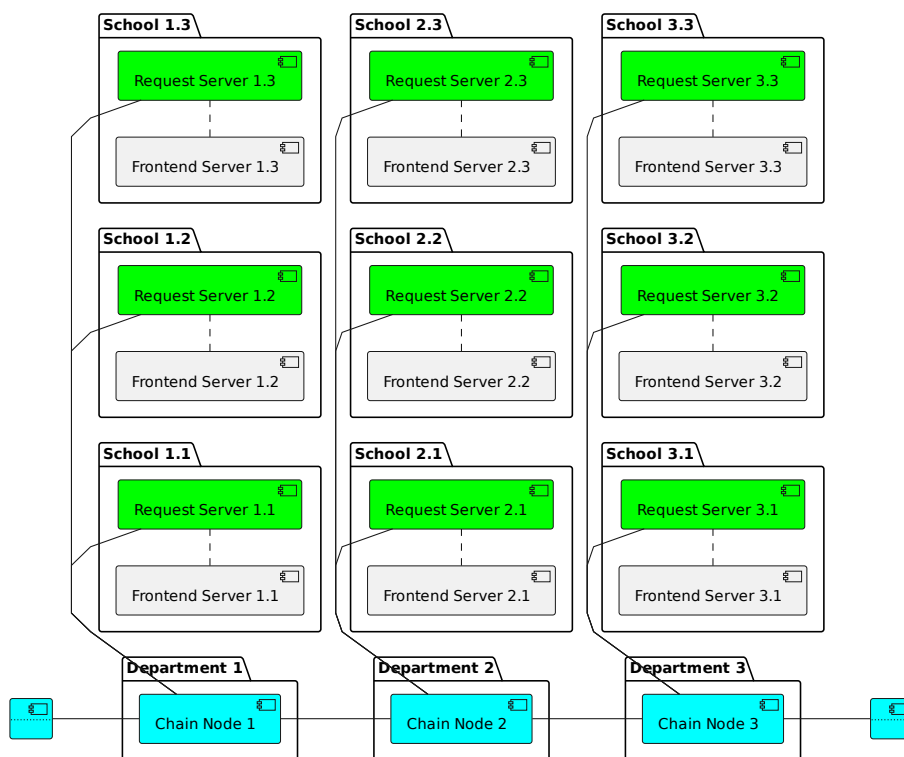 School 1.3
School 2.3
School 3.3
Request Server 1.3
Request Server 2.3
Request Server 3.3
Frontend Server 1.3
Frontend Server 2.3
Frontend Server 3.3
School 1.2
School 2.2
School 3.2
Request Server 1.2
Request Server 2.2
Request Server 3.2
Frontend Server 1.2
Frontend Server 2.2
Frontend Server 3.2
School 1.1
School 2.1
School 3.1
Request Server 1.1
Request Server 2.1
Request Server 3.1
Frontend Server 1.1
Frontend Server 2.1
Frontend Server 3.1
Department 1
Department 2
Department 3
Chain Node 1
Chain Node 2
Chain Node 3